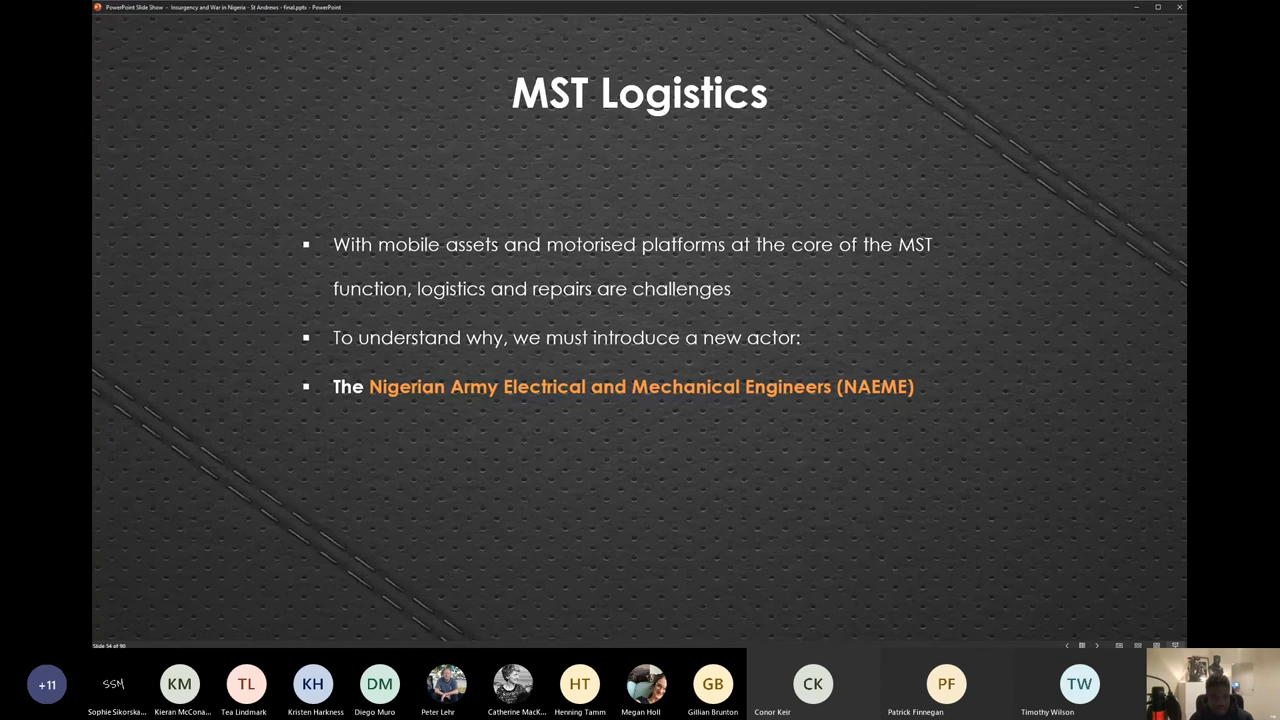 PowerPoint Slide Show - Insurgency and War in Nigeria - St Andrews - final.ppts - PowerPoint
MST Logistics
With mobile assets and motorised platforms at the core of the MST
function, logistics and repairs are challenges
To understand why, we must introduce a new actor:
The Nigerian Army Electrical and Mechanical Engineers (NAEME)
Slide 54 of 90
+11
SSM
KM
TL
KH
DM
HT
GB
CK
PF
TW
Sophie Sikorska...
Kieran McCona...
Tea Lindmark
Kristen Harkness
Diego Muro
Peter Lehr
Catherine MacK...
Henning Tamm
Megan Holl
Gillian Brunton
Conor Keir
Patrick Finnegan
Timothy Wilson